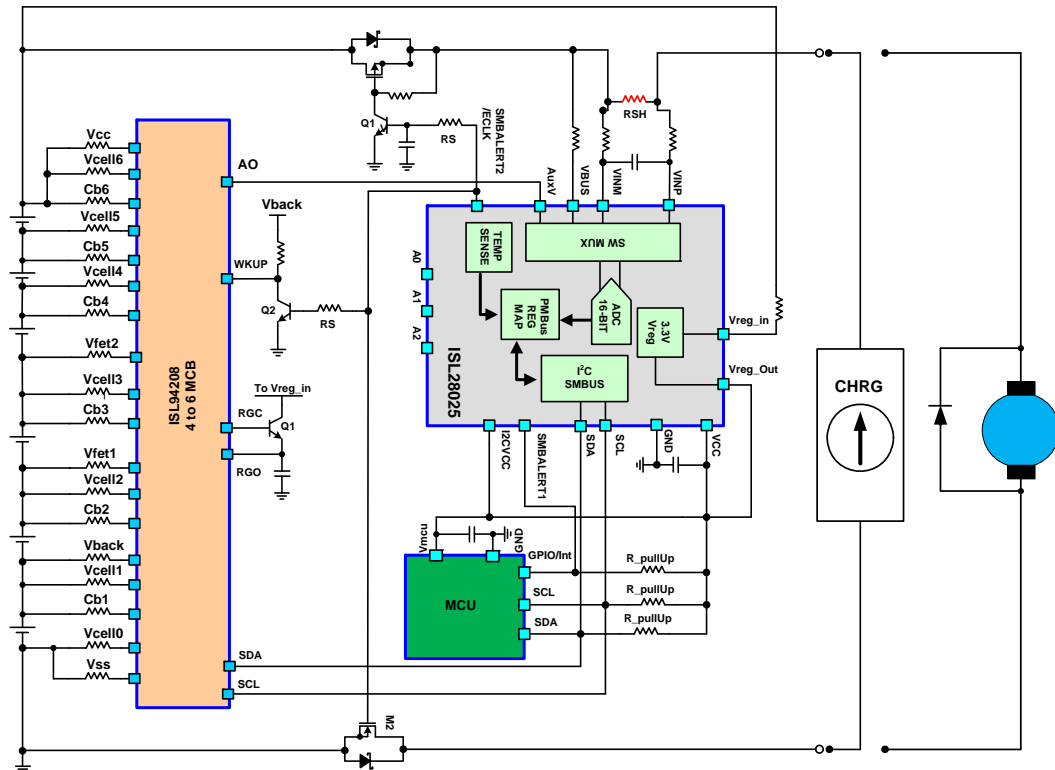 Vcc
Vcell6
Cb6
Vcell5
Cb5
Vcell4
Cb4
Vfet2
Vcell3
Cb3
Vfet1
Vcell2
Cb2
Vback
Vcell1
Cb1
Vcell0
Vss
ISL94208
4 to 6 MCB
AO
WKUP
RGC
RGO
SDA
SCL
Vback
Q2
RS
To Vreg_in
Q1
Q1
RS
SMBALERT2
/ECLK
AuxV
VBUS
VINM
VINP
RSH
TEMP
SENSE
SW MUX
A0
A1
A2
PMBus
REG
MAP
ADC
16-BIT
3.3V
Vreg
Vreg_in
Vreg_Out
ISL28025
I²C
SMBUS
I2CVCC
SMBALERT1
SDA
SCL
GND
VCC
Vmcu
GND
GPIO/Int
SCL
SDA
MCU
R_pullUp
R_pullUp
R_pullUp
M2
CHRG